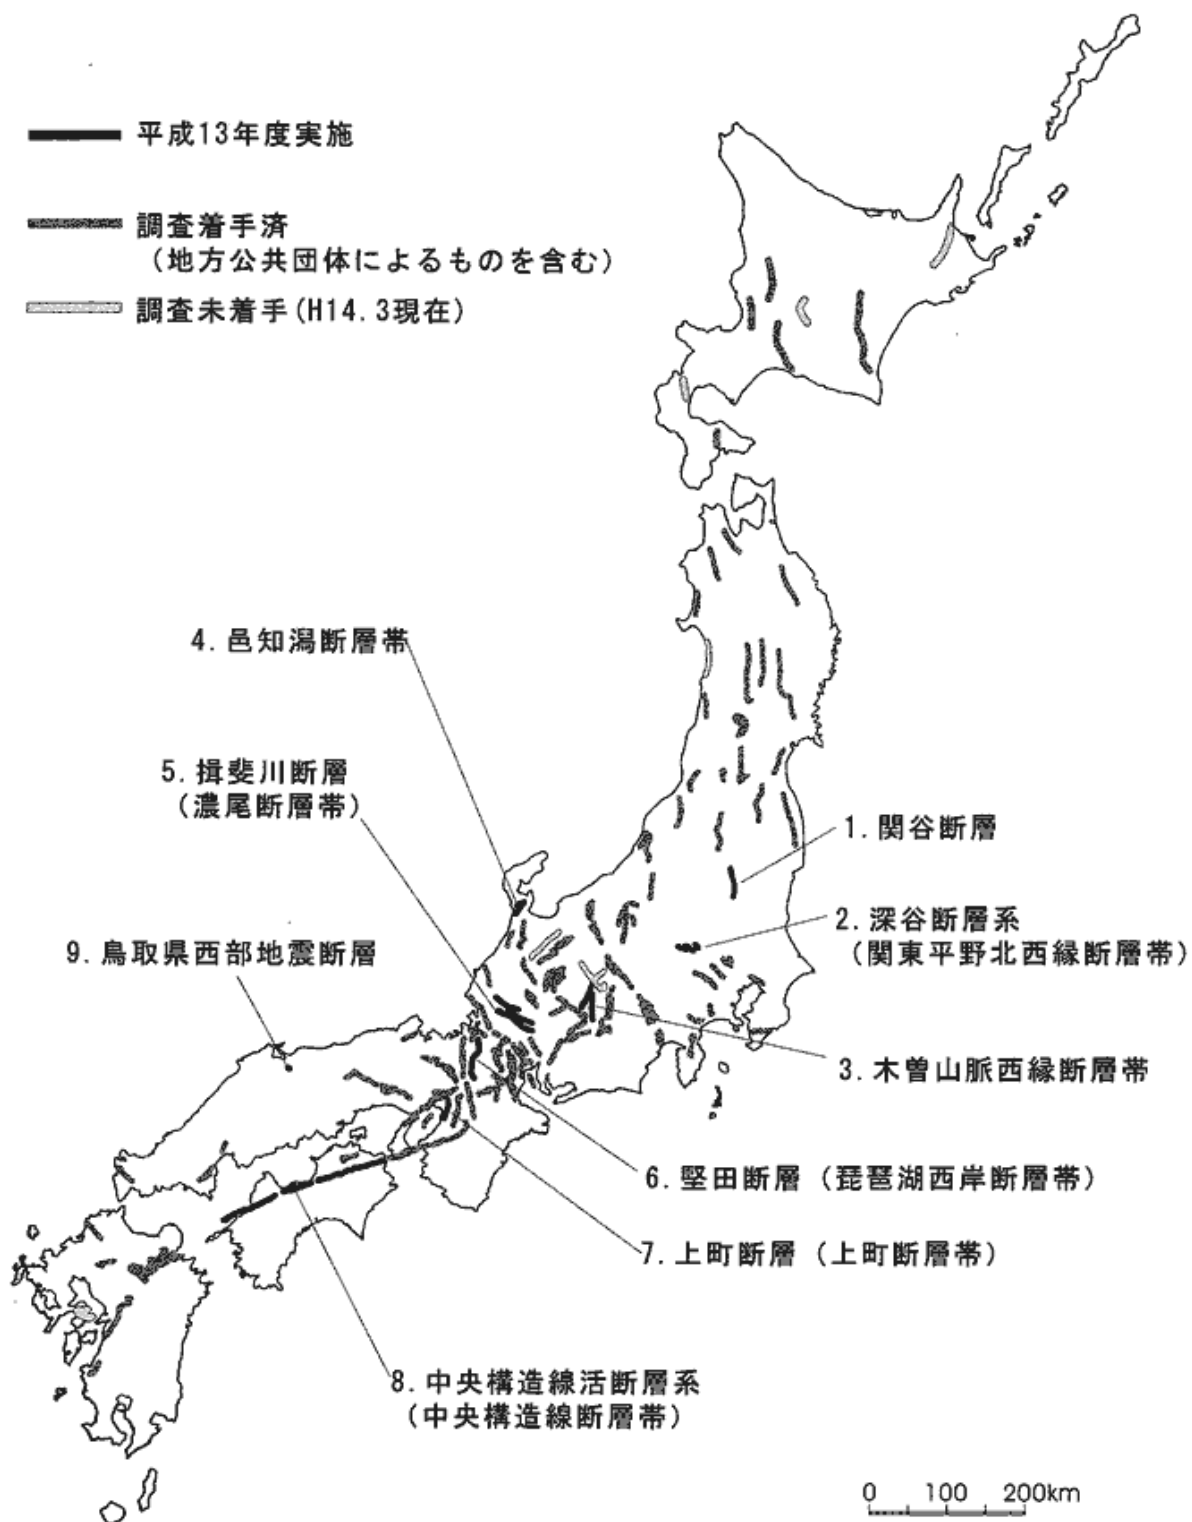 平成13年度実施
調査着手済
(地方公共団体によるものを含む)
調査未着手(H14.3現在)
4. 邑知潟断層帯
5. 揖斐川断層
(濃尾断層帯)
1. 関谷断層
2. 深谷断層系
(関東平野北西縁断層帯)
9. 鳥取県西部地震断層
3. 木曽山脈西縁断層帯
6. 堅田断層 (琵琶湖西岸断層帯)
7. 上町断層 (上町断層帯)
8. 中央構造線活断層系
(中央構造線断層帯)
0 100 200km